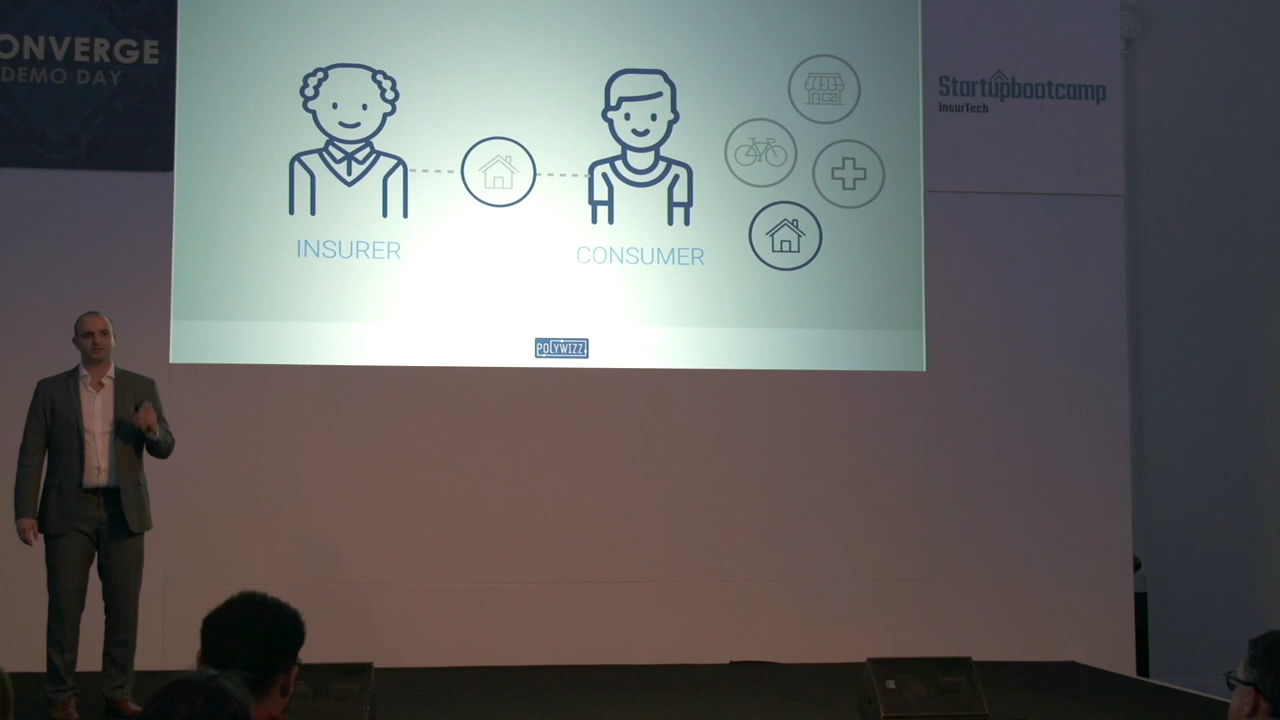 ONVERGE
DEMO DAY
Startupbootcamp
InsurTech
INSURER
CONSUMER
POLYWIZZ